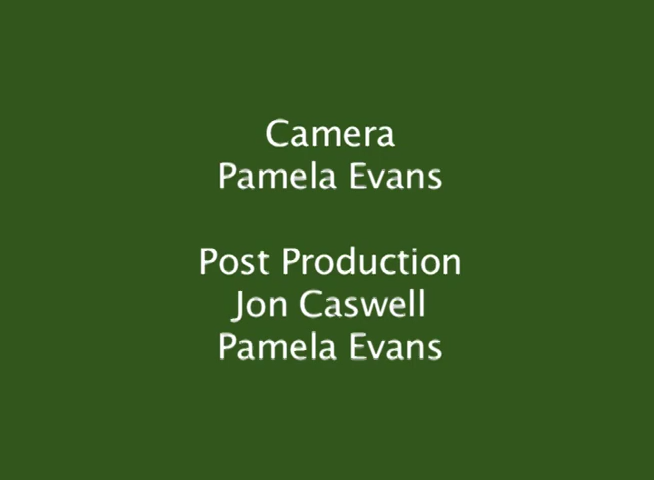 Camera
Pamela Evans
Post Production
Jon Caswell
Pamela Evans